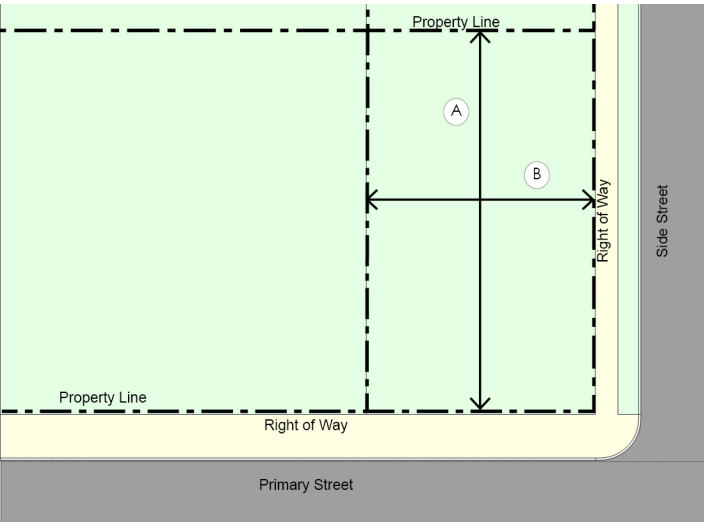 Property Line
A
B
Right of Way
Side Street
Property Line
Right of Way
Primary Street